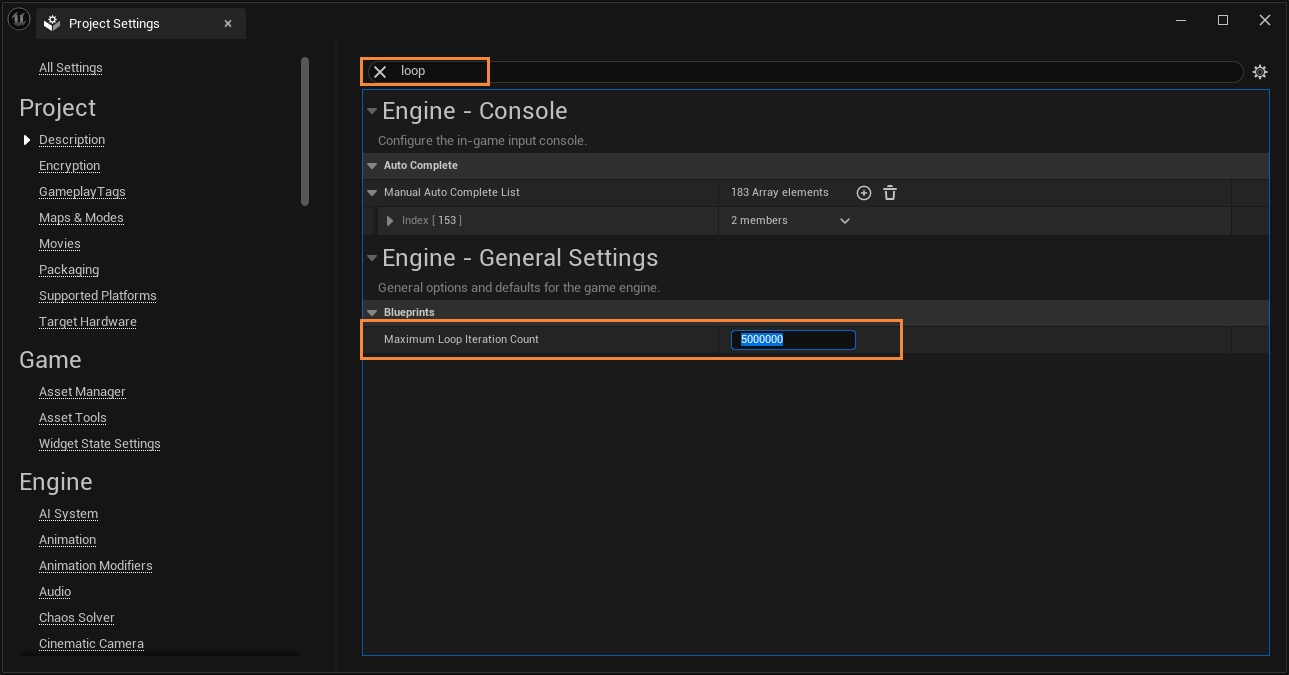 Project Settings
All Settings
Project
Description
Encryption
GameplayTags
Maps & Modes
Movies
Packaging
Supported Platforms
Target Hardware
Game
Asset Manager
Asset Tools
Widget State Settings
Engine
AI System
Animation
Animation Modifiers
Audio
Chaos Solver
Cinematic Camera
loop
Engine - Console
Configure the in-game input console.
Auto Complete
Manual Auto Complete List 183 Array elements
Index [ 153 ] 2 members
Engine - General Settings
General options and defaults for the game engine.
Blueprints
Maximum Loop Iteration Count 5000000